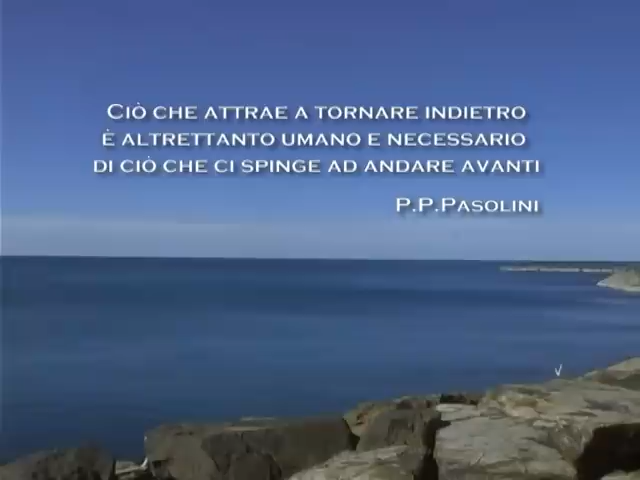 Ciò che attrae a tornare indietro
è altrettanto umano e necessario
di ciò che ci spinge ad andare avanti
P.P.Pasolini